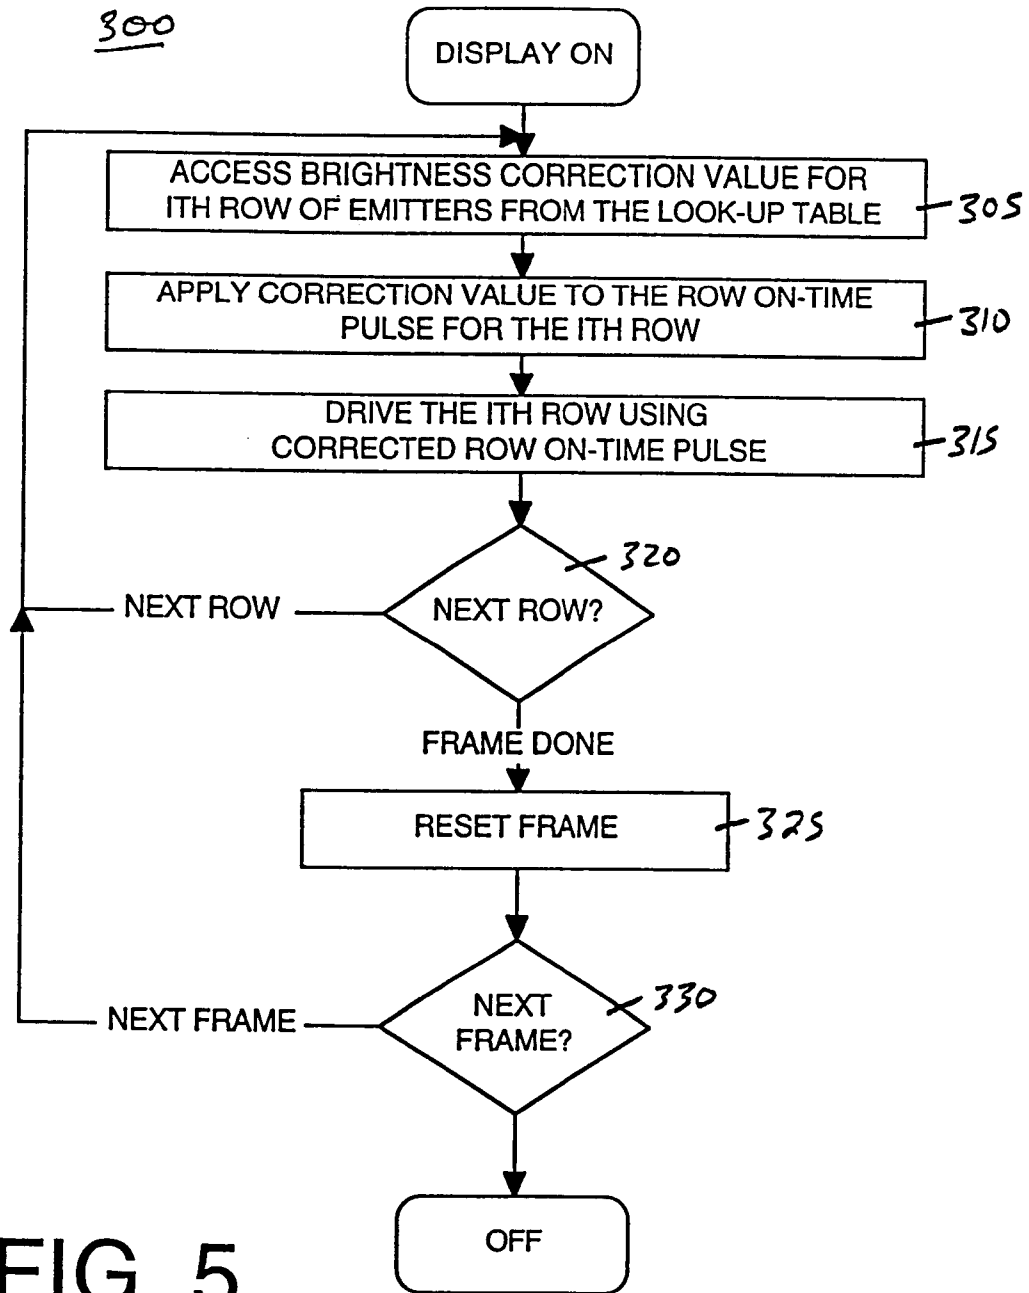 300
DISPLAY ON
ACCESS BRIGHTNESS CORRECTION VALUE FOR
ITH ROW OF EMITTERS FROM THE LOOK-UP TABLE
305
APPLY CORRECTION VALUE TO THE ROW ON-TIME
PULSE FOR THE ITH ROW
310
DRIVE THE ITH ROW USING
CORRECTED ROW ON-TIME PULSE
315
320
NEXT ROW
NEXT ROW?
FRAME DONE
RESET FRAME
325
330
NEXT FRAME
NEXT
FRAME?
OFF
FIG. 5